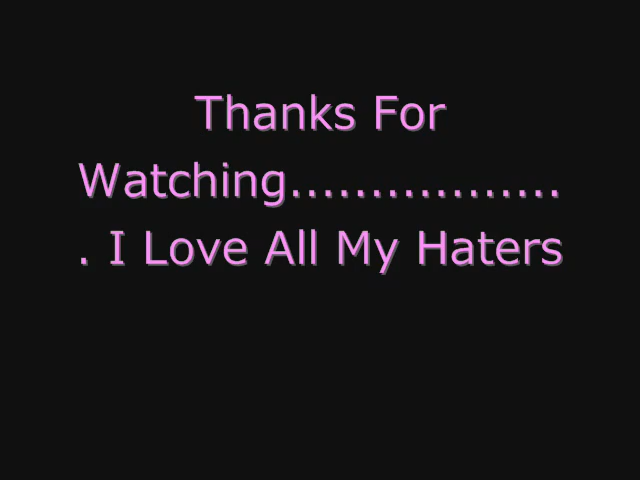 Thanks For
Watching.................
. I Love All My Haters